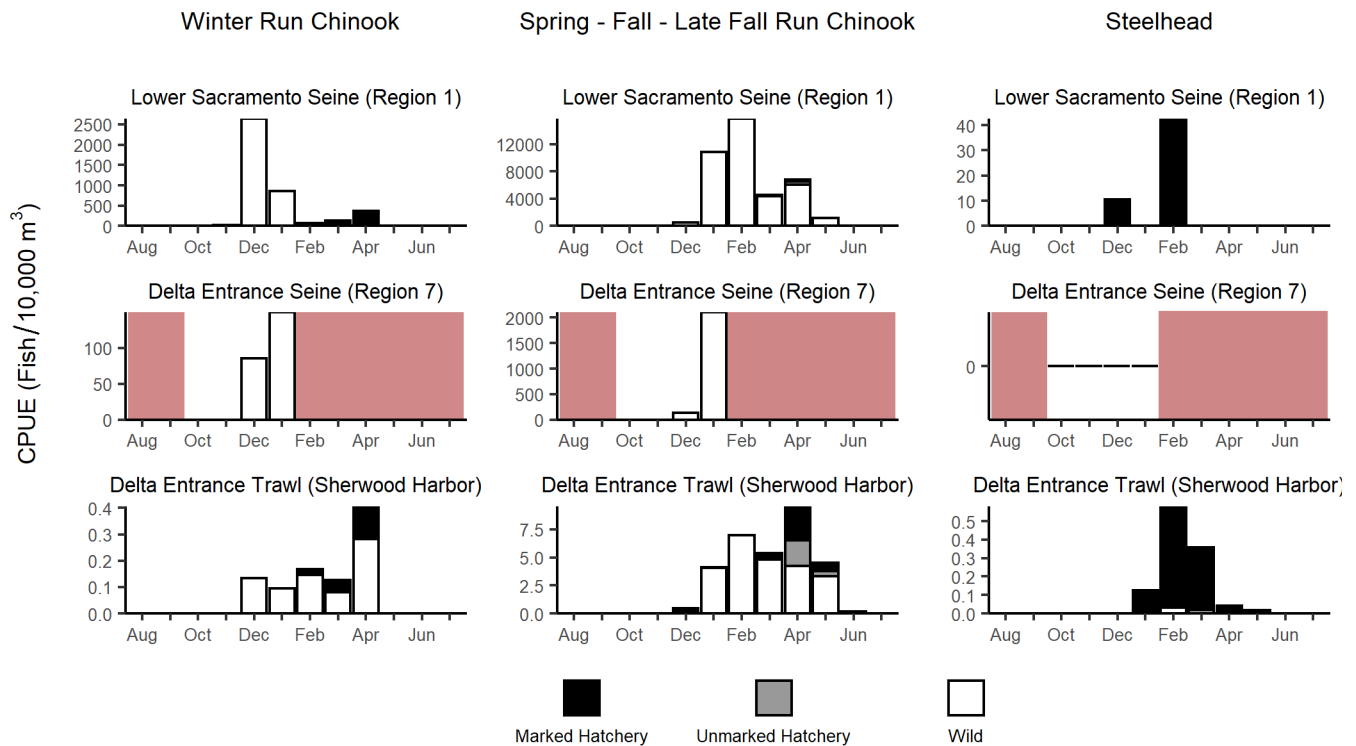 Winter Run Chinook
Spring - Fall - Late Fall Run Chinook
Steelhead
CPUE (Fish/10,000 m³)
Lower Sacramento Seine (Region 1)
2500
2000
1500
1000
500
0
Aug Oct Dec Feb Apr Jun
Lower Sacramento Seine (Region 1)
12000
8000
4000
0
Aug Oct Dec Feb Apr Jun
Lower Sacramento Seine (Region 1)
40
30
20
10
0
Aug Oct Dec Feb Apr Jun
Delta Entrance Seine (Region 7)
100
50
0
Aug Oct Dec Feb Apr Jun
Delta Entrance Seine (Region 7)
2000
1500
1000
500
0
Aug Oct Dec Feb Apr Jun
Delta Entrance Seine (Region 7)
0
Aug Oct Dec Feb Apr Jun
Delta Entrance Trawl (Sherwood Harbor)
0.4
0.3
0.2
0.1
0.0
Aug Oct Dec Feb Apr Jun
Delta Entrance Trawl (Sherwood Harbor)
7.5
5.0
2.5
0.0
Aug Oct Dec Feb Apr Jun
Delta Entrance Trawl (Sherwood Harbor)
0.5
0.4
0.3
0.2
0.1
0.0
Aug Oct Dec Feb Apr Jun
Marked Hatchery
Unmarked Hatchery
Wild